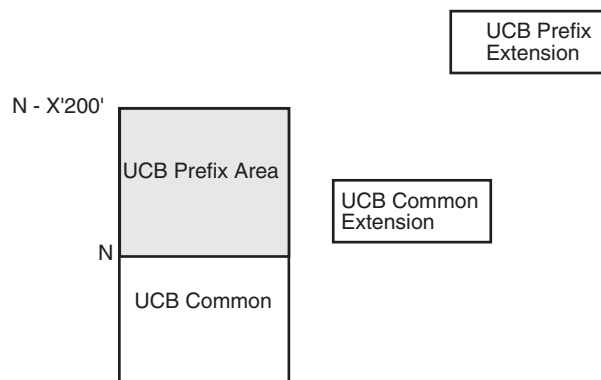 UCB Prefix
Extension
N - X'200'
UCB Prefix Area
UCB Common
Extension
N
UCB Common